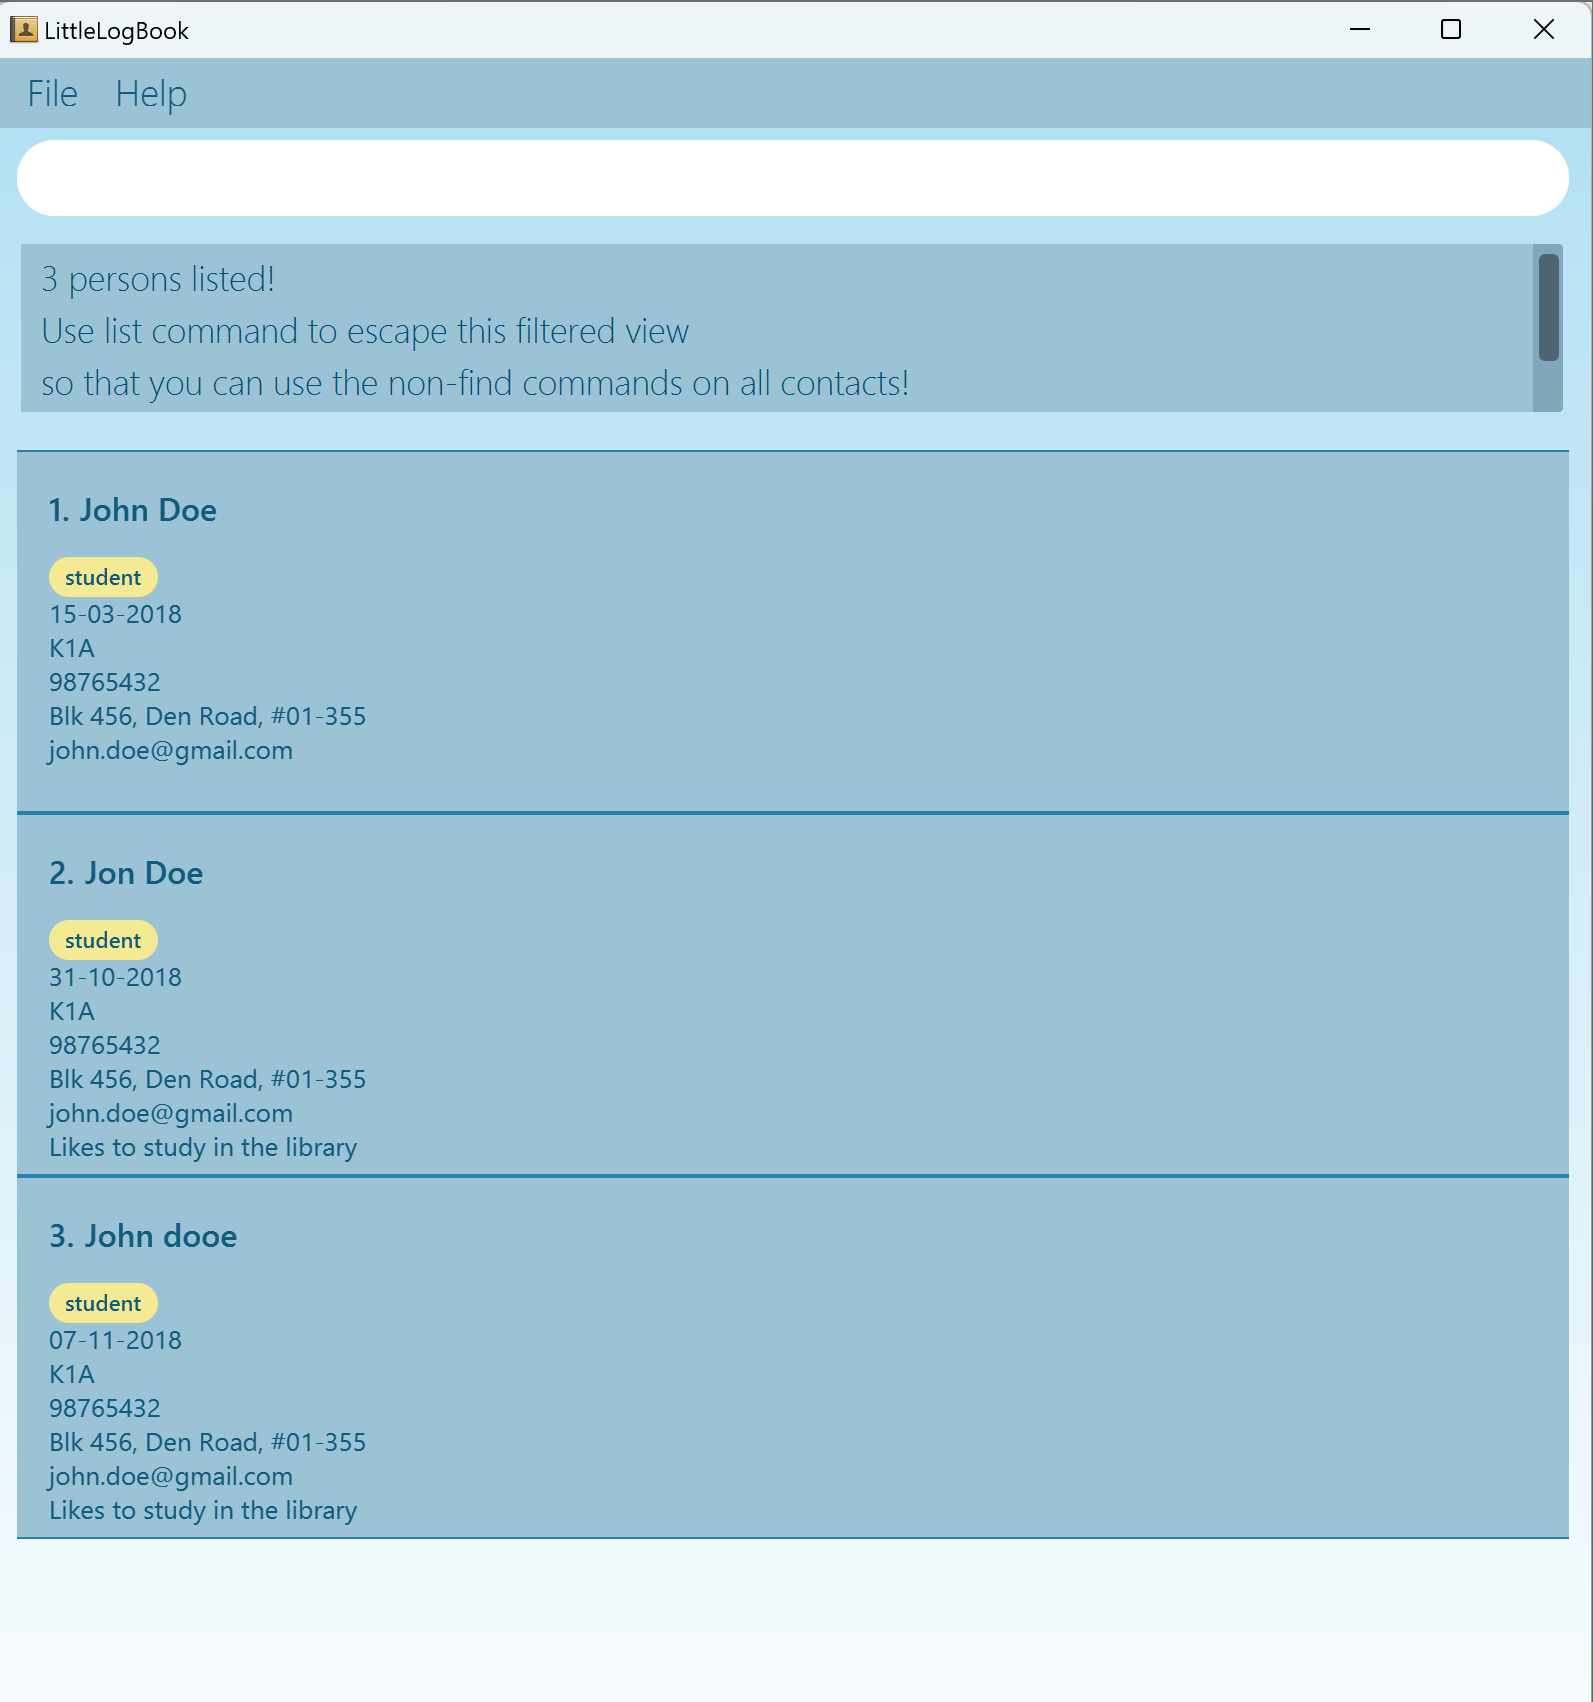 LittleLogBook
File Help
3 persons listed!
Use list command to escape this filtered view
so that you can use the non-find commands on all contacts!
1. John Doe
student
15-03-2018
K1A
98765432
Blk 456, Den Road, #01-355
john.doe@gmail.com
2. Jon Doe
student
31-10-2018
K1A
98765432
Blk 456, Den Road, #01-355
john.doe@gmail.com
Likes to study in the library
3. John dooe
student
07-11-2018
K1A
98765432
Blk 456, Den Road, #01-355
john.doe@gmail.com
Likes to study in the library